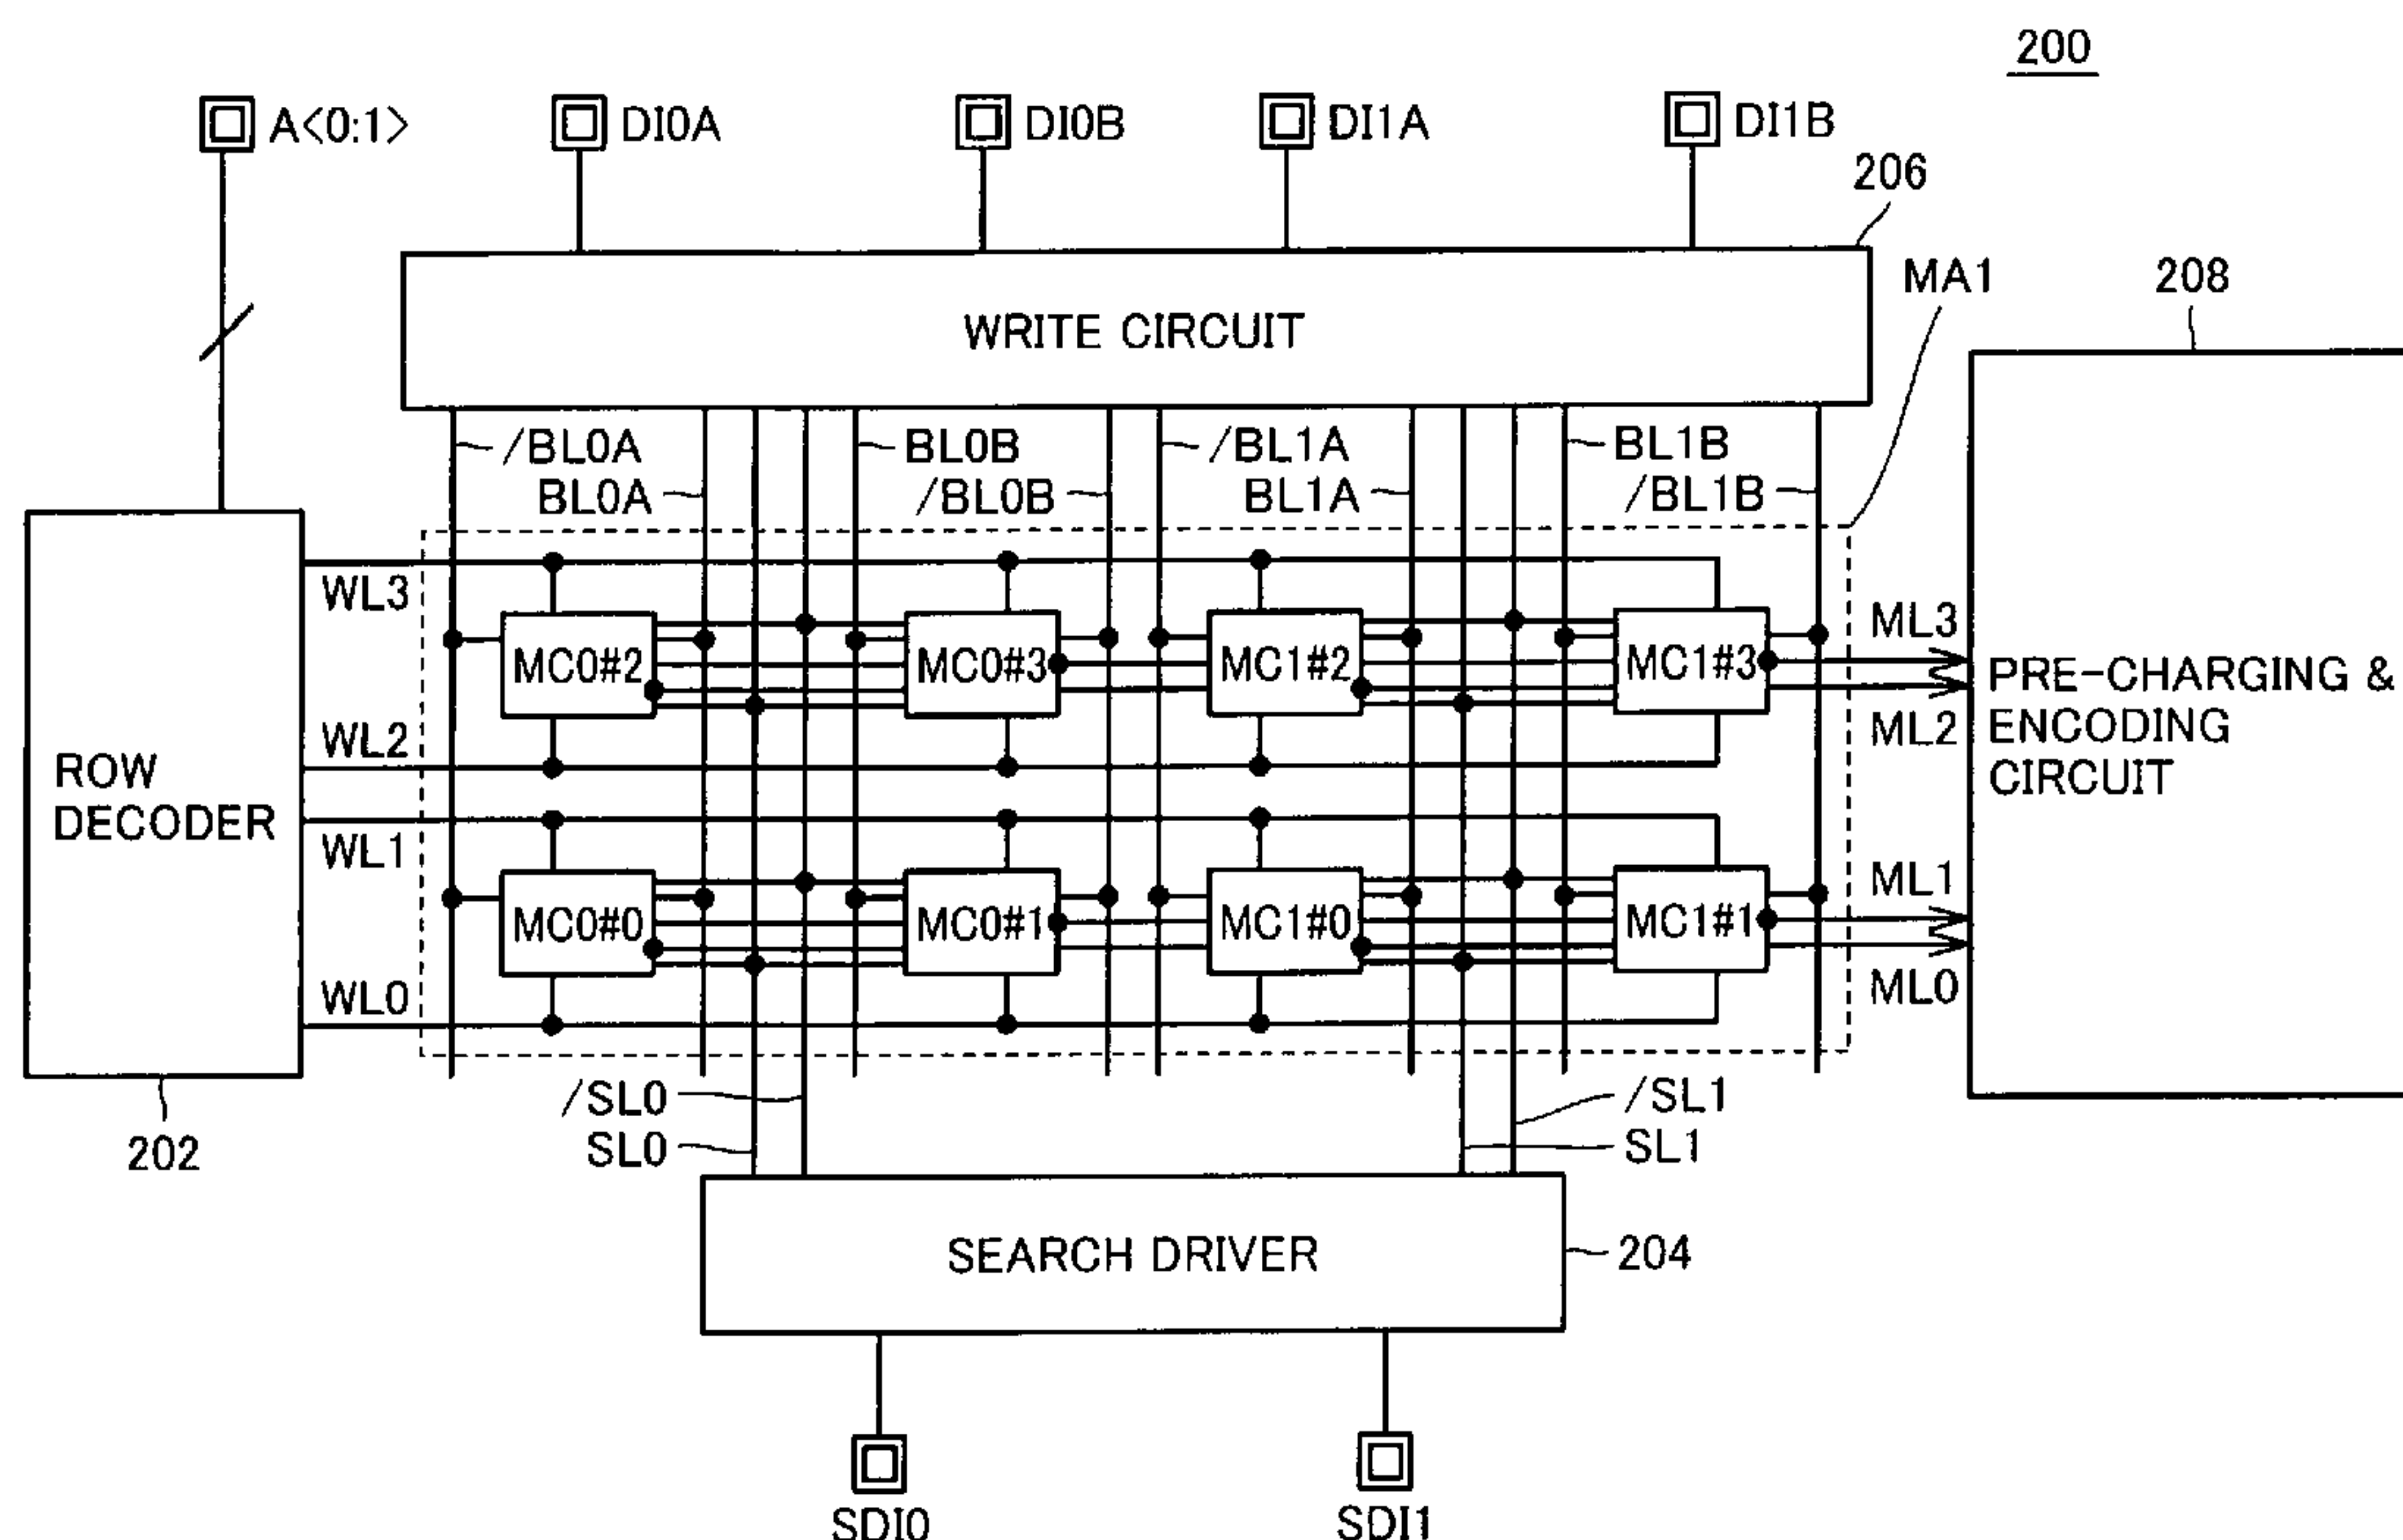 200
A<0:1>
DI0A
DI0B
DI1A
DI1B
206
MA1
208
WRITE CIRCUIT
/BL0A
BL0A
BL0B
/BL0B
/BL1A
BL1A
BL1B
/BL1B
WL3
WL2
WL1
WL0
MC0#2
MC0#3
MC1#2
MC1#3
MC0#0
MC0#1
MC1#0
MC1#1
ML3
ML2
ML1
ML0
ROW
DECODER
202
PRE-CHARGING &
ENCODING
CIRCUIT
/SL0
SL0
/SL1
SL1
SEARCH DRIVER
204
SDI0
SDI1